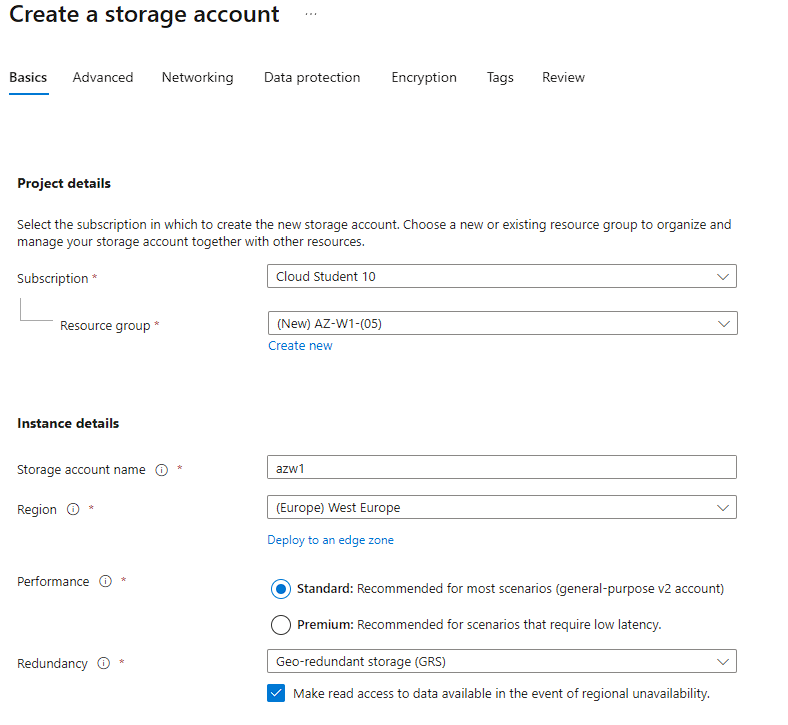 Create a storage account ...
Basics Advanced Networking Data protection Encryption Tags Review
Project details
Select the subscription in which to create the new storage account. Choose a new or existing resource group to organize and
manage your storage account together with other resources.
Subscription * Cloud Student 10
Resource group * (New) AZ-W1-(05)
Create new
Instance details
Storage account name * azw1
Region * (Europe) West Europe
Deploy to an edge zone
Performance * Standard: Recommended for most scenarios (general-purpose v2 account)
Premium: Recommended for scenarios that require low latency.
Redundancy * Geo-redundant storage (GRS)
Make read access to data available in the event of regional unavailability.